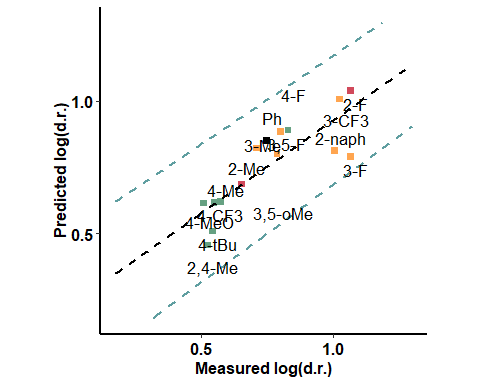 4-F
2-F
1.0
Ph
3-CF3
2-naph
3-Me
3,5-F
2-Me
3-F
4-Me
4-CF3
3,5-oMe
4-MeO
0.5
4-tBu
2,4-Me
Predicted log(d.r.)
0.5
1.0
Measured log(d.r.)